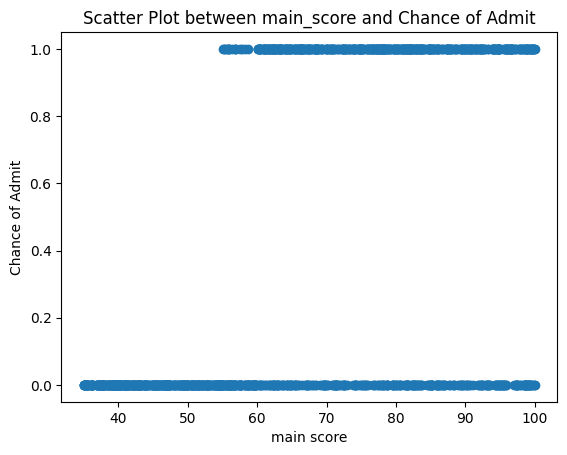 Scatter Plot between main_score and Chance of Admit
1.0
0.8
0.6
0.4
0.2
0.0
Chance of Admit
40 50 60 70 80 90 100
main score